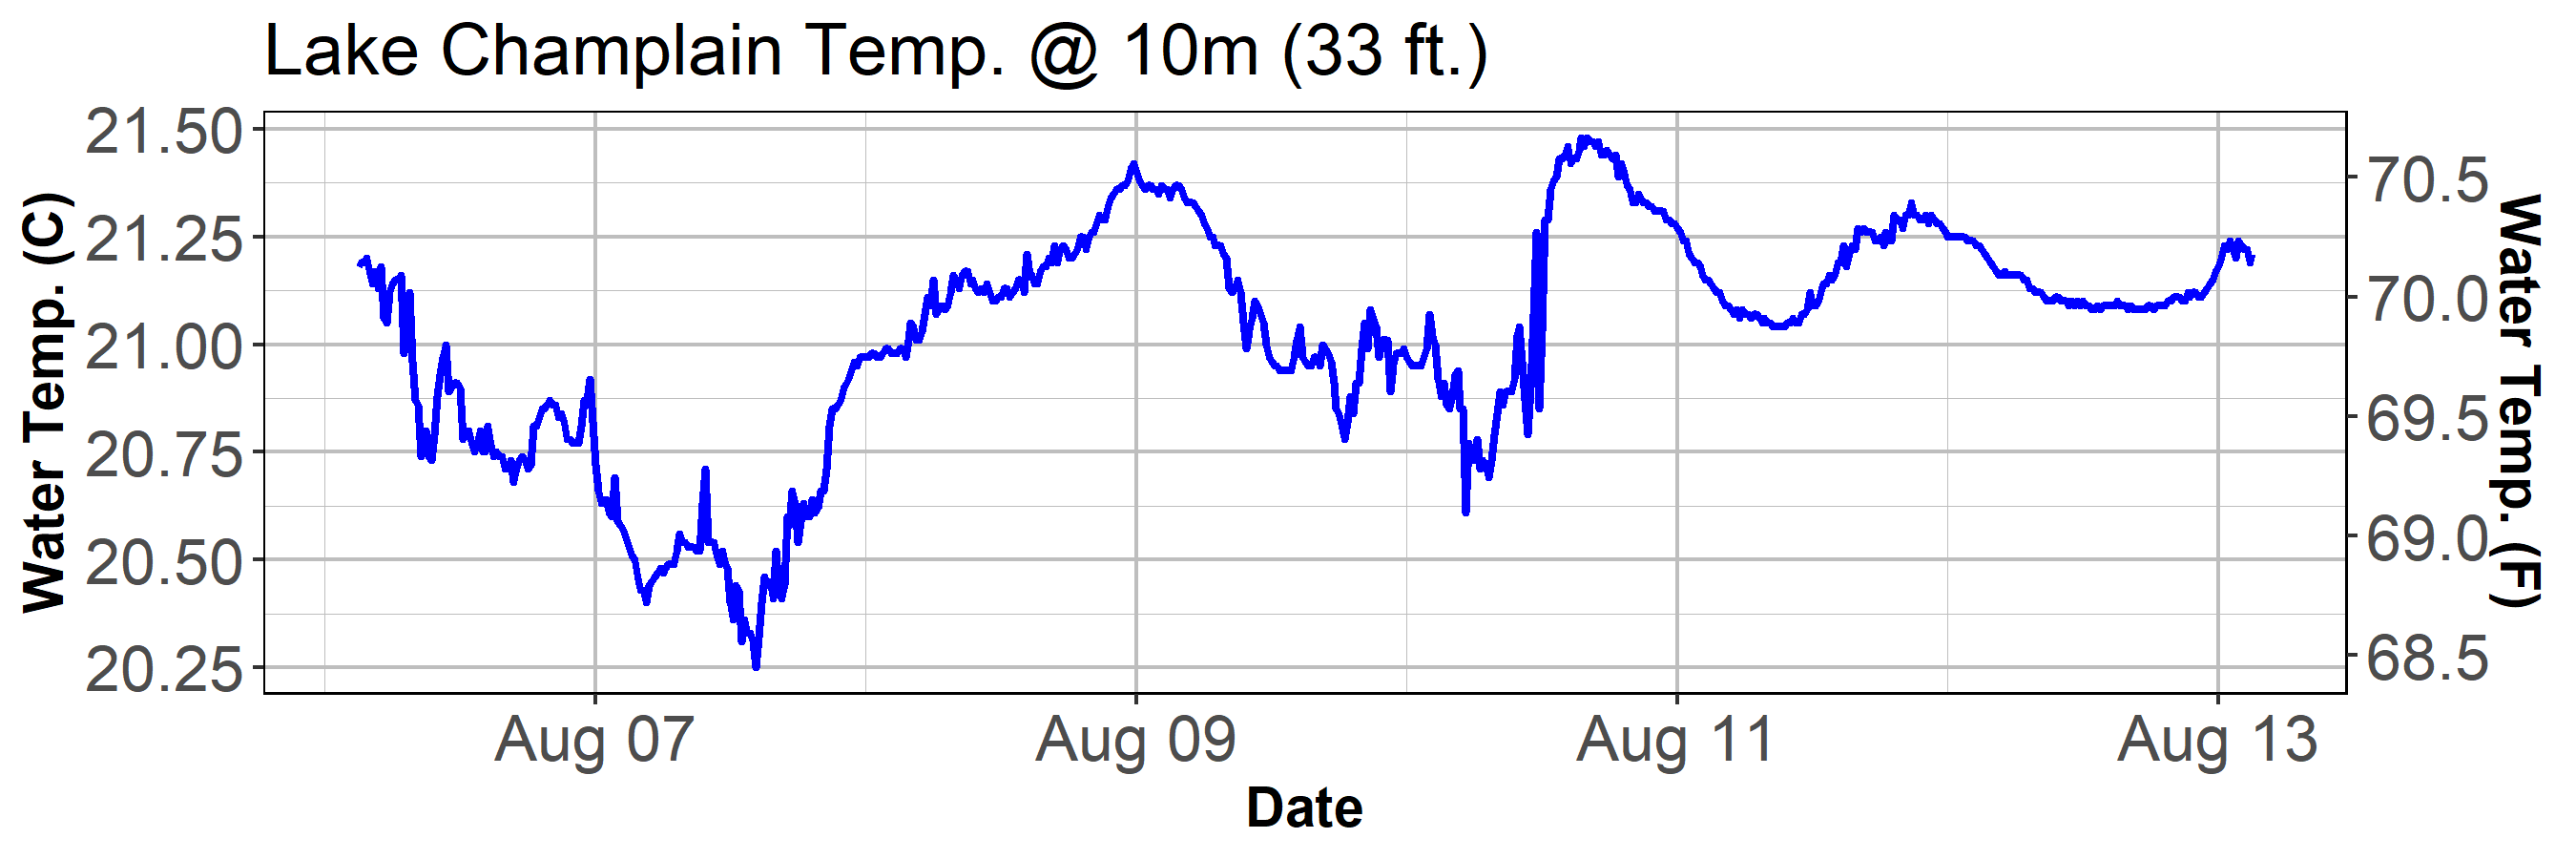 Lake Champlain Temp. @ 10m (33 ft.)
Water Temp. (C)
21.50
21.25
21.00
20.75
20.50
20.25
70.5
70.0
69.5
69.0
68.5
Water Temp. (F)
Aug 07
Aug 09
Aug 11
Aug 13
Date